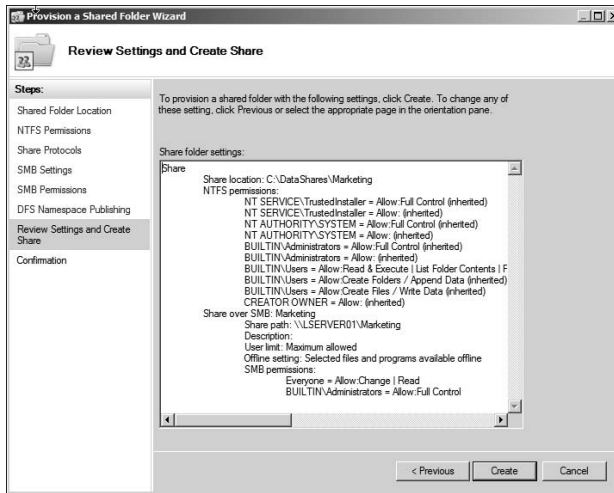 Provision a Shared Folder Wizard
Review Settings and Create Share
Steps:
Shared Folder Location
NTFS Permissions
Share Protocols
SMB Settings
SMB Permissions
DFS Namespace Publishing
Review Settings and Create
Share
Confirmation
To provision a shared folder with the following settings, click Create. To change any of
these setting, click Previous or select the appropriate page in the orientation pane.
Share folder settings:
Share
Share location: C:\DataShares\Marketing
NTFS permissions:
NT SERVICE\TrustedInstaller = Allow:Full Control (inherited)
NT SERVICE\TrustedInstaller = Allow: (inherited)
NT AUTHORITY\SYSTEM = Allow:Full Control (inherited)
NT AUTHORITY\SYSTEM = Allow: (inherited)
BUILTIN\Administrators = Allow:Full Control (inherited)
BUILTIN\Administrators = Allow: (inherited)
BUILTIN\Users = Allow:Read & Execute | List Folder Contents |
BUILTIN\Users = Allow:Create Folders / Append Data (inherited)
BUILTIN\Users = Allow:Create Files / Write Data (inherited)
CREATOR OWNER = Allow: (inherited)
Share over SMB: Marketing
Share path: \\LSERVER01\Marketing
Description:
User limit: Maximum allowed
Offline setting: Selected files and programs available offline
SMB permissions:
Everyone = Allow:Change | Read
BUILTIN\Administrators = Allow:Full Control
< Previous
Create
Cancel